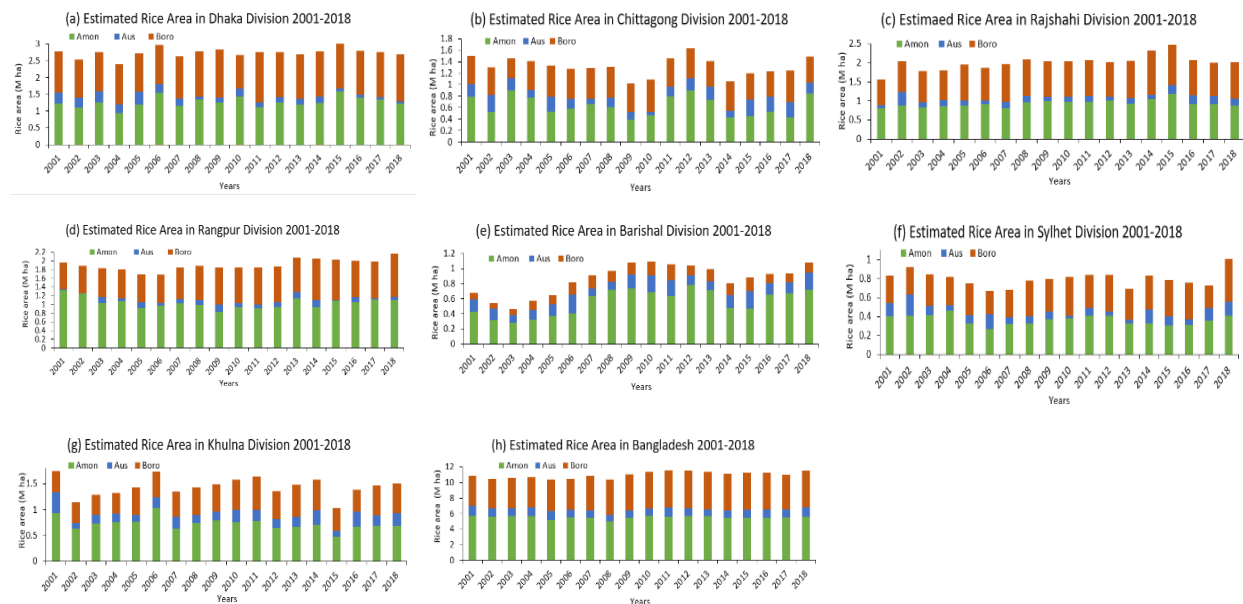 (a) Estimated Rice Area in Dhaka Division 2001-2018
Amon Aus Boro
Rice area (M ha)
3
2.5
2
1.5
1
0.5
0
2001 2002 2003 2004 2005 2006 2007 2008 2009 2010 2011 2012 2013 2014 2015 2016 2017 2018
Years
(b) Estimated Rice Area in Chittagong Division 2001-2018
Amon Aus Boro
Rice area (M ha)
1.8
1.6
1.4
1.2
1
0.8
0.6
0.4
0.2
0
2001 2002 2003 2004 2005 2006 2007 2008 2009 2010 2011 2012 2013 2014 2015 2016 2017 2018
Years
(c) Estimaed Rice Area in Rajshahi Division 2001-2018
Amon Aus Boro
Rice area (M ha)
2.5
2
1.5
1
0.5
0
2001 2002 2003 2004 2005 2006 2007 2008 2009 2010 2011 2012 2013 2014 2015 2016 2017 2018
Years
(d) Estimated Rice Area in Rangpur Division 2001-2018
Amon Aus Boro
Rice area (M ha)
2.2
2
1.8
1.6
1.4
1.2
1
0.8
0.6
0.4
0.2
0
2001 2002 2003 2004 2005 2006 2007 2008 2009 2010 2011 2012 2013 2014 2015 2016 2017 2018
Years
(e) Estimated Rice Area in Barishal Division 2001-2018
Amon Aus Boro
Rice area (M ha)
1.2
1
0.8
0.6
0.4
0.2
0
2001 2002 2003 2004 2005 2006 2007 2008 2009 2010 2011 2012 2013 2014 2015 2016 2017 2018
Years
(f) Estimated Rice Area in Sylhet Division 2001-2018
Amon Aus Boro
Rice area (M ha)
1
0.8
0.6
0.4
0.2
0
2001 2002 2003 2004 2005 2006 2007 2008 2009 2010 2011 2012 2013 2014 2015 2016 2017 2018
Years
(g) Estimated Rice Area in Khulna Division 2001-2018
Amon Aus Boro
Rice area (M ha)
1.5
1
0.5
0
2001 2002 2003 2004 2005 2006 2007 2008 2009 2010 2011 2012 2013 2014 2015 2016 2017 2018
Years
(h) Estimated Rice Area in Bangladesh 2001-2018
Amon Aus Boro
Rice area (M ha)
12
10
8
6
4
2
0
2001 2002 2003 2004 2005 2006 2007 2008 2009 2010 2011 2012 2013 2014 2015 2016 2017 2018
Years